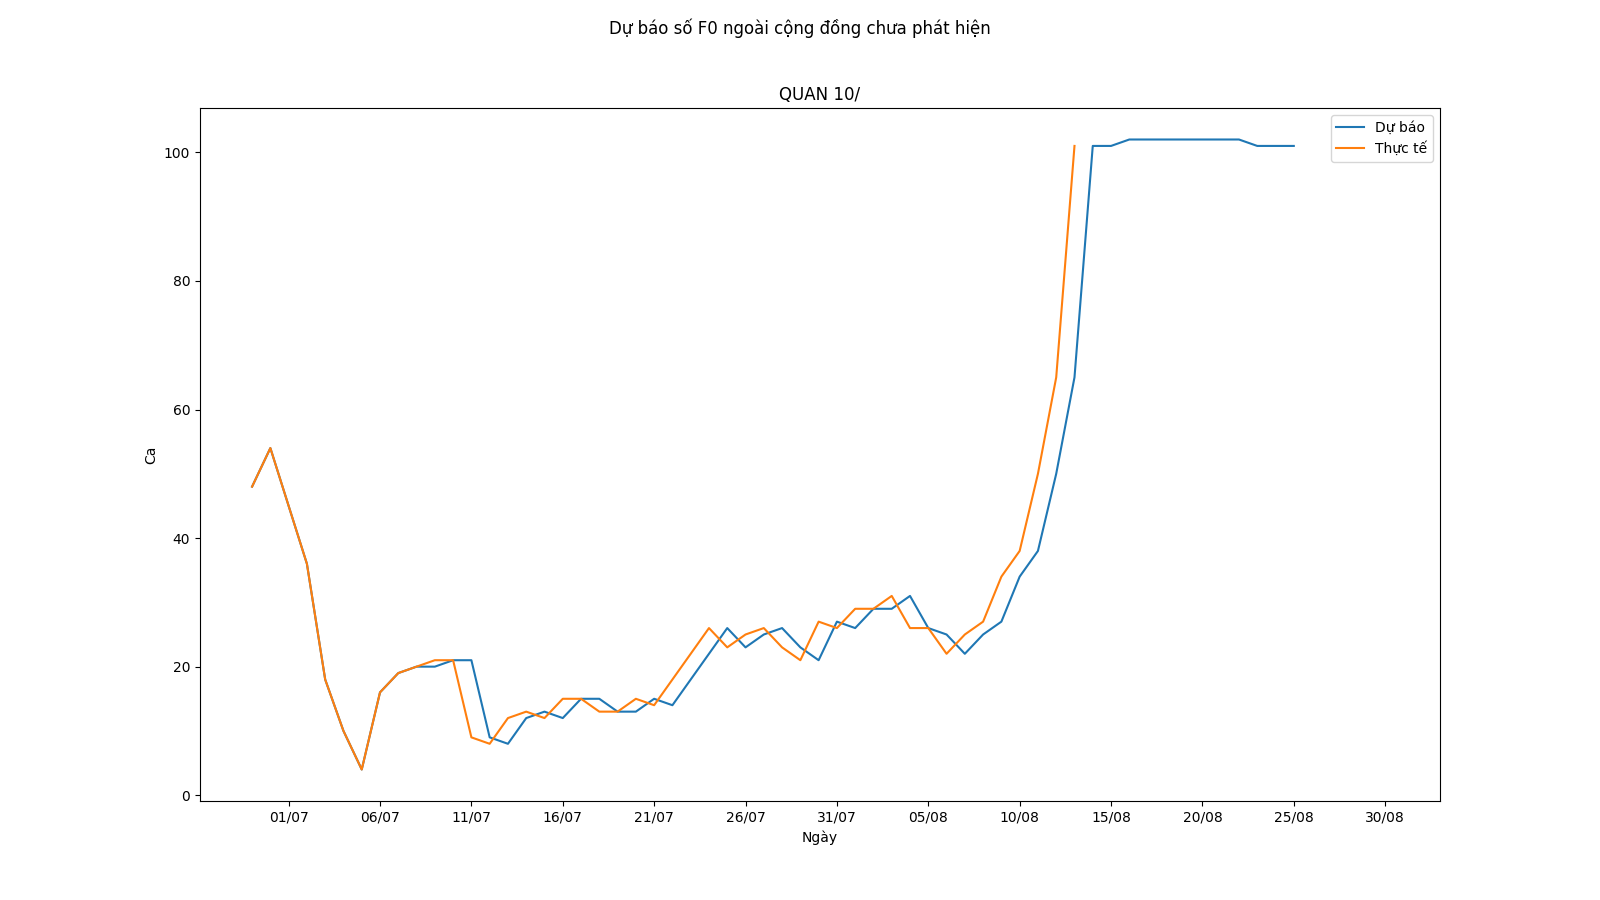 Dự báo số F0 ngoài cộng đồng chưa phát hiện
QUAN 10/
Dự báo
Thực tế
100
80
60
40
20
0
Ca
01/07 06/07 11/07 16/07 21/07 26/07 31/07 05/08 10/08 15/08 20/08 25/08 30/08
Ngày